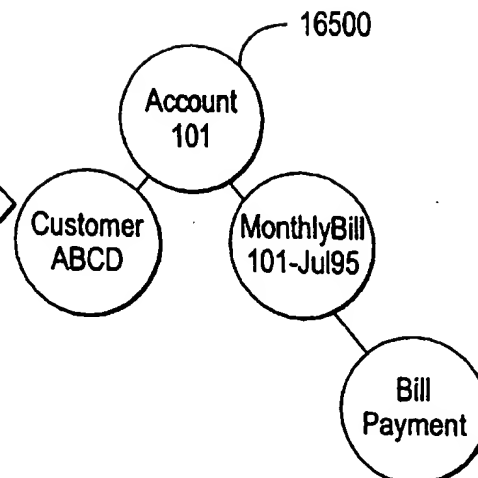 16500
Account
101
Customer
ABCD
MonthlyBill
101-Jul95
Bill
Payment